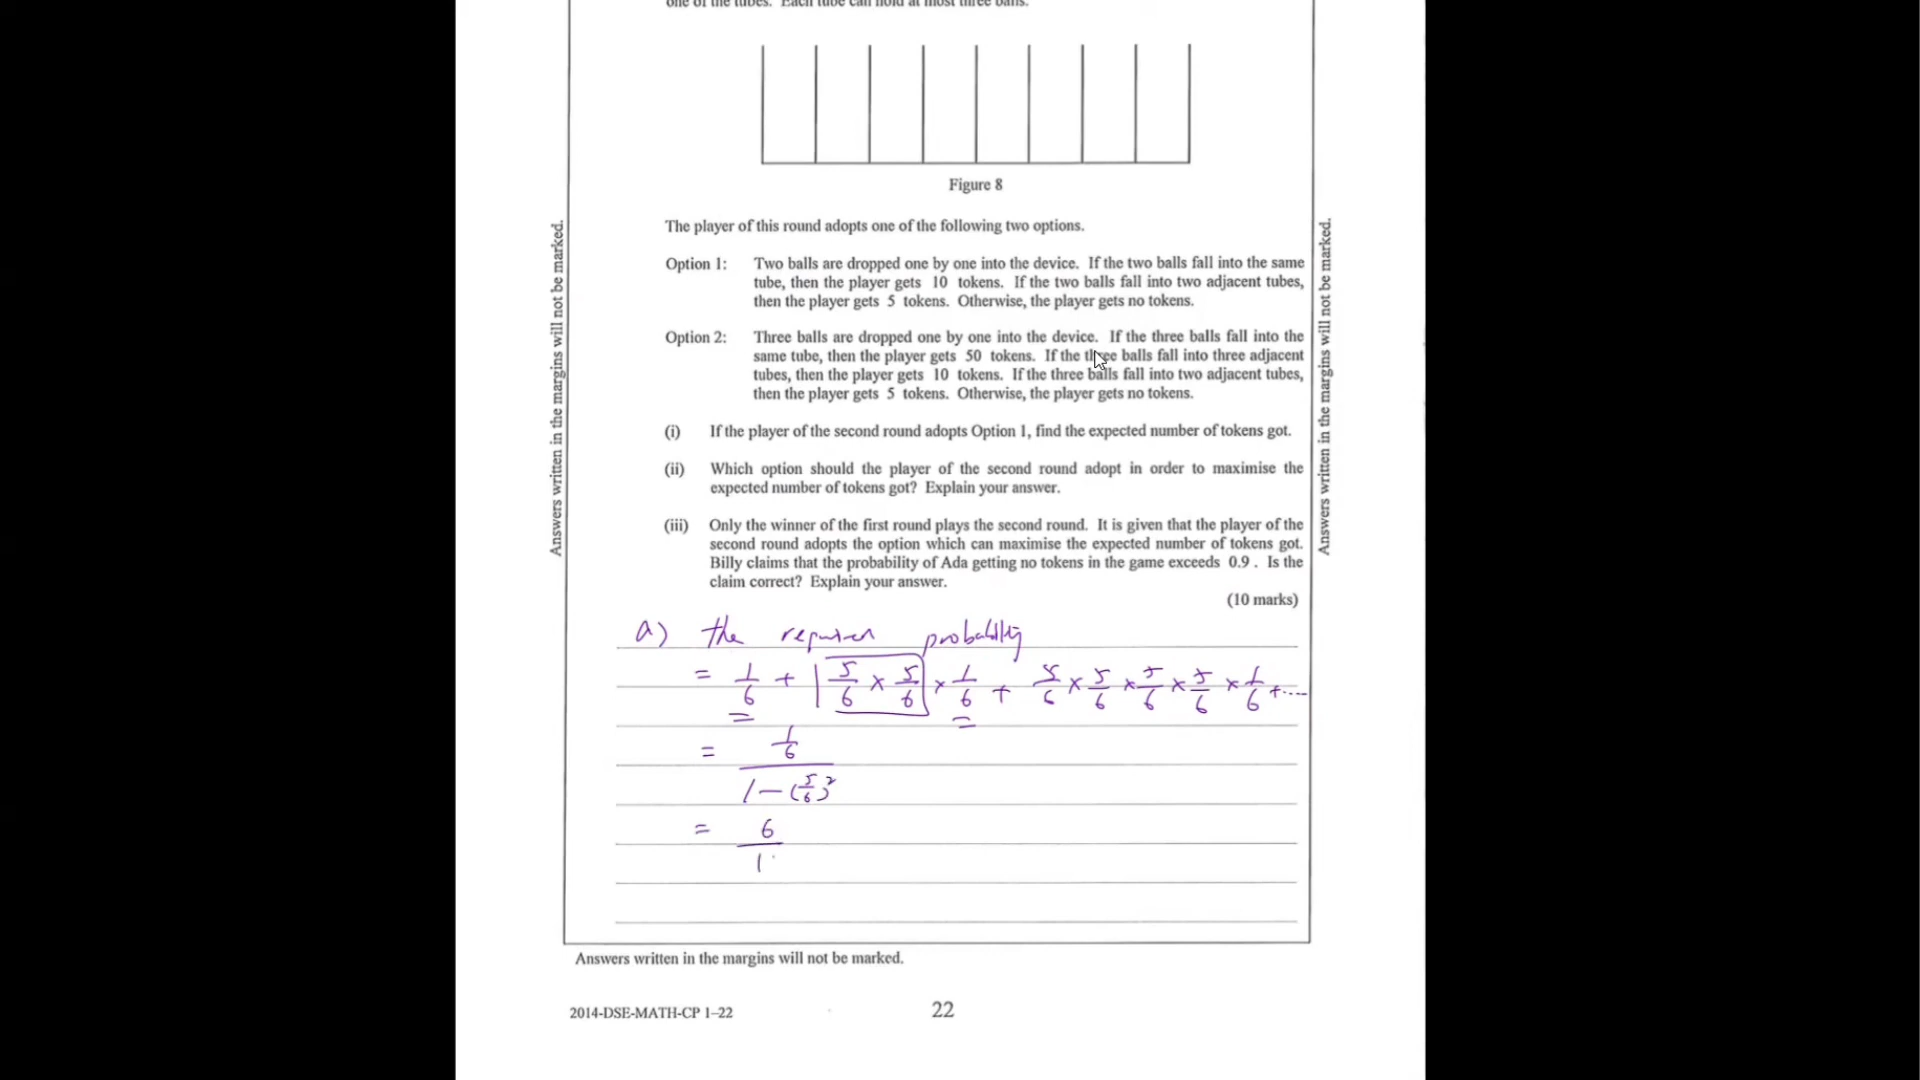 one of the tubes. Each tube can hold at most three balls.
Figure 8
The player of this round adopts one of the following two options.
Option 1: Two balls are dropped one by one into the device. If the two balls fall into the same
tube, then the player gets 10 tokens. If the two balls fall into two adjacent tubes,
then the player gets 5 tokens. Otherwise, the player gets no tokens.
Option 2: Three balls are dropped one by one into the device. If the three balls fall into the
same tube, then the player gets 50 tokens. If the three balls fall into three adjacent
tubes, then the player gets 10 tokens. If the three balls fall into two adjacent tubes,
then the player gets 5 tokens. Otherwise, the player gets no tokens.
(i) If the player of the second round adopts Option 1, find the expected number of tokens got.
(ii) Which option should the player of the second round adopt in order to maximise the
expected number of tokens got? Explain your answer.
(iii) Only the winner of the first round plays the second round. It is given that the player of the
second round adopts the option which can maximise the expected number of tokens got.
Billy claims that the probability of Ada getting no tokens in the game exceeds 0.9 . Is the
claim correct? Explain your answer.
(10 marks)
a) the probability
= 1/6 + 5/6 × 5/6 × 1/6 + 5/6 × 5/6 × 5/6 × 5/6 × 1/6 + ....
= 1/6
1 – (5/6)²
= 6
1
Answers written in the margins will not be marked.
2014-DSE-MATH-CP 1–22
22
Answers written in the margins will not be marked.
Answers written in the margins will not be marked.